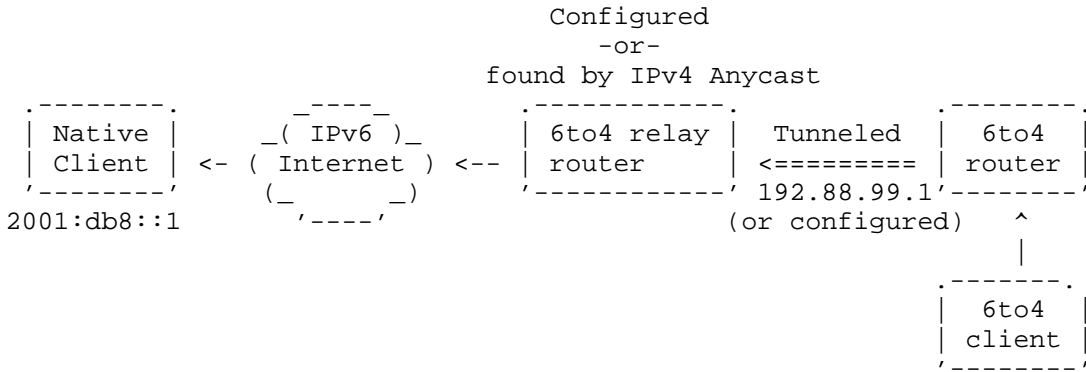 Configured
-or-
found by IPv4 Anycast
Native ( IPv6 ) 6to4 relay Tunneled 6to4
Client <- ( Internet ) <-- router <========= router
192.88.99.1
2001:db8::1 (or configured) ^
6to4
client